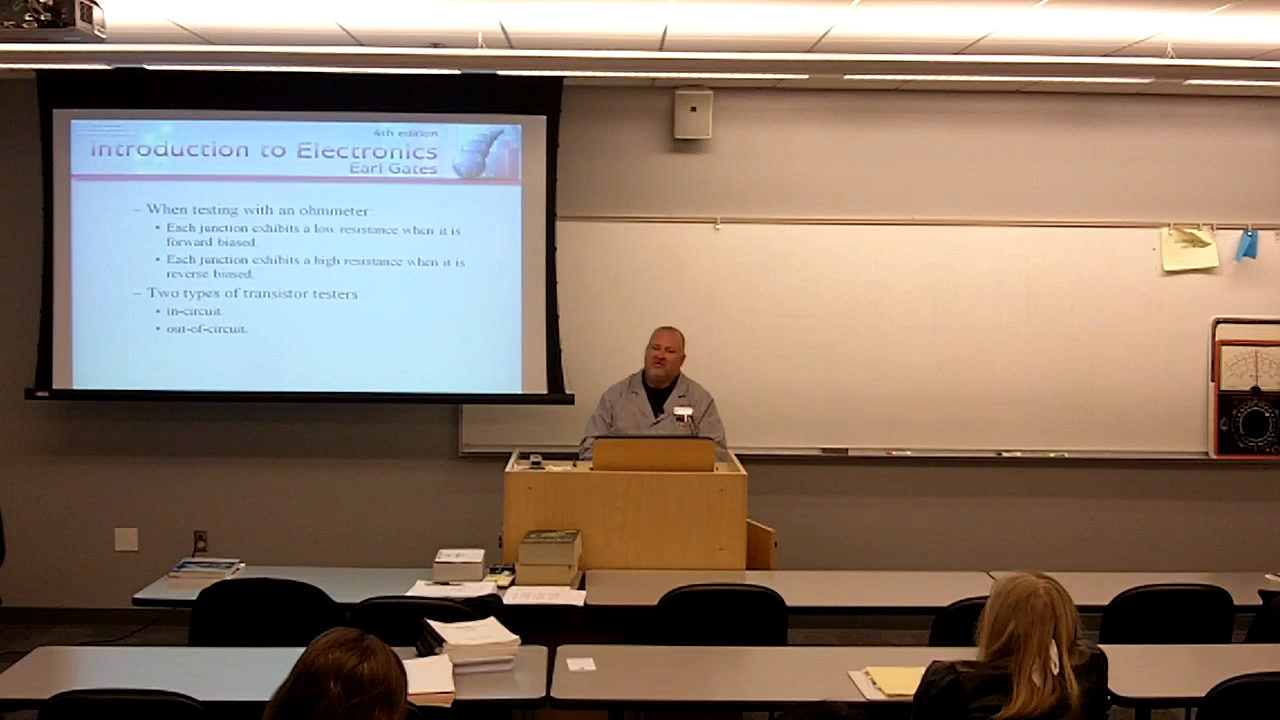 4th edition
Introduction to Electronics
Earl Gates
– When testing with an ohmmeter:
• Each junction exhibits a low resistance when it is
forward biased.
• Each junction exhibits a high resistance when it is
reverse biased.
– Two types of transistor testers:
• in-circuit.
• out-of-circuit.